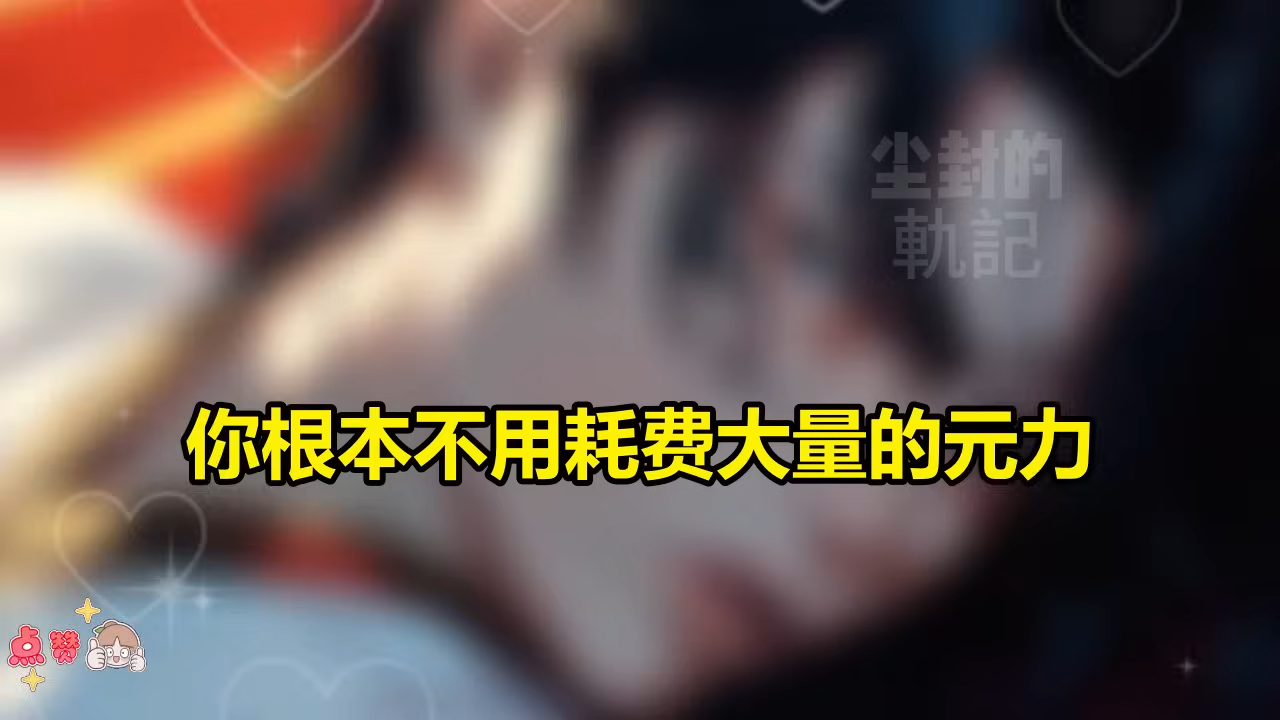 尘封的
軌記
你根本不用耗费大量的元力
点赞